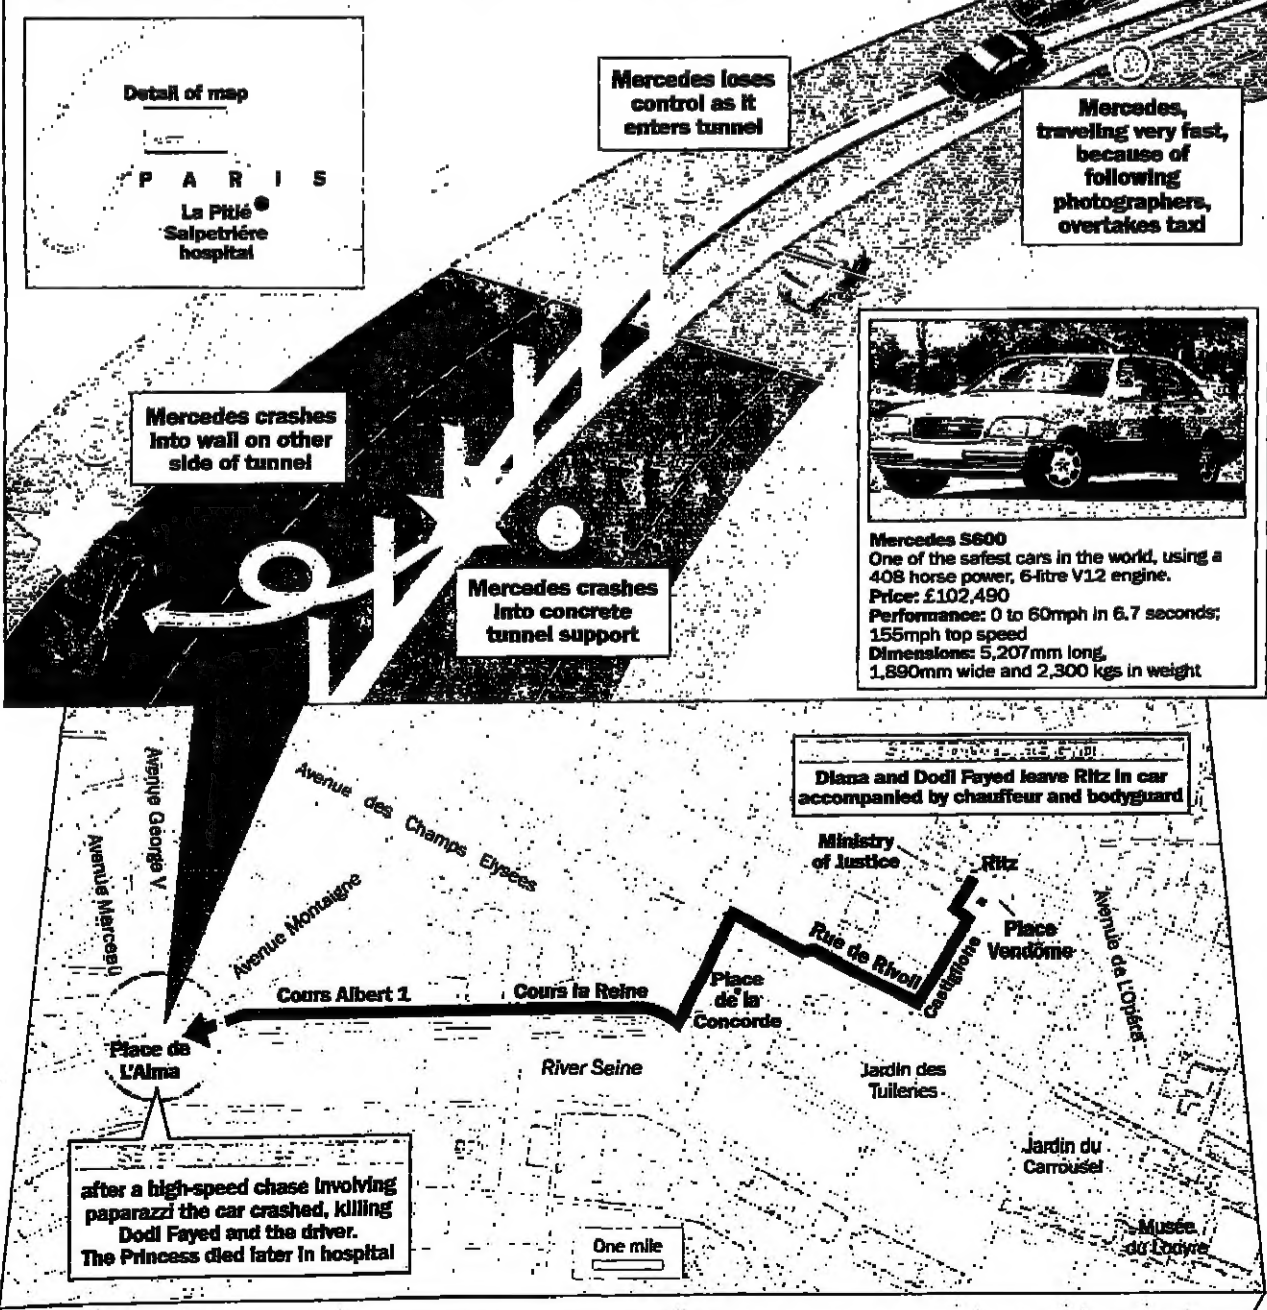 Detail of map
P A R I S
La Pitié
Salpetriére
hospital
Mercedes loses
control as it
enters tunnel
Mercedes,
traveling very fast,
because of
following
photographers,
overtakes taxi
Mercedes crashes
into wall on other
side of tunnel
Mercedes crashes
into concrete
tunnel support
Mercedes S600
One of the safest cars in the world, using a
408 horse power, 6-litre V12 engine.
Price: £102,490
Performance: 0 to 60mph in 6.7 seconds;
155mph top speed
Dimensions: 5,207mm long,
1,890mm wide and 2,300 kgs in weight
Diana and Dodi Fayed leave Ritz in car
accompanied by chauffeur and bodyguard
Avenue George V
Avenue Marceau
Avenue des Champs Elysées
Avenue Montaigne
Ministry
of Justice
Ritz
Place
Vendôme
Avenue de L'Opéra
Rue de Rivoli
Castiglione
Place
de la
Concorde
Cours Albert 1
Cours la Reine
Place de
L'Alma
River Seine
Jardin des
Tuileries
Jardin du
Carrousel
Musée
du Louvre
after a high-speed chase involving
paparazzi the car crashed, killing
Dodi Fayed and the driver.
The Princess died later in hospital
One mile